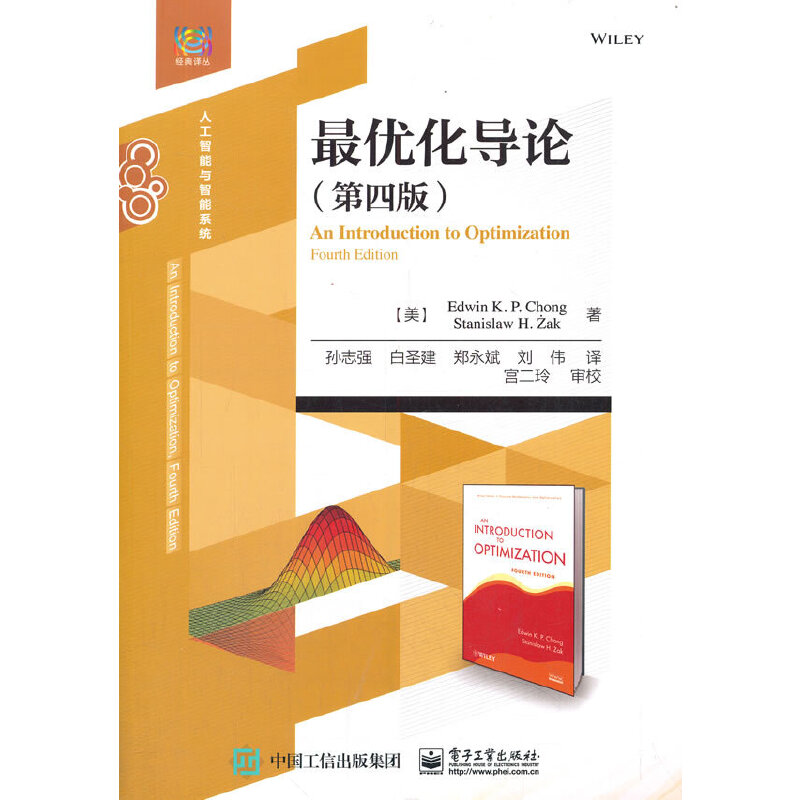 经典译丛
WILEY
人工智能与智能系统
最优化导论
（第四版）
An Introduction to Optimization
Fourth Edition
【美】 Edwin K. P. Chong
Stanislaw H. Żak 著
孙志强 白圣建 郑永斌 刘伟 译
宫二玲 审校
An Introduction to Optimization, Fourth Edition
AN
INTRODUCTION
TO
OPTIMIZATION
FOURTH EDITION
Edwin K. P. Chong
Stanislaw H. Żak
WILEY
中国工信出版集团
电子工业出版社
PUBLISHING HOUSE OF ELECTRONICS INDUSTRY
http://www.phei.com.cn